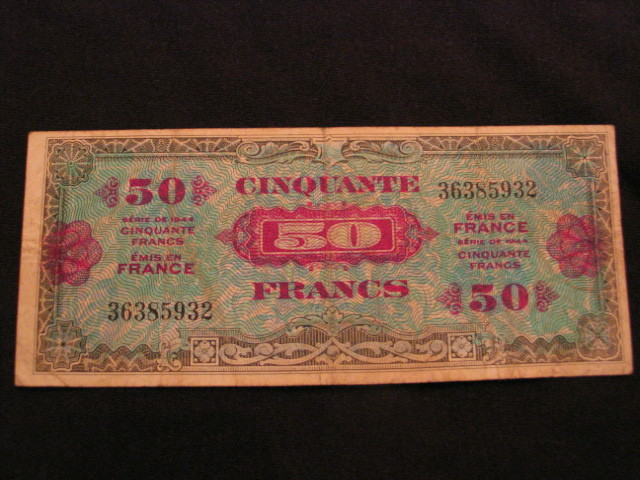 50
SÉRIE DE 1944
CINQUANTE
FRANCS
ÉMIS EN
FRANCE
36385932
CINQUANTE
50
FRANCS
36385932
ÉMIS EN
FRANCE
SÉRIE DE 1944
CINQUANTE
FRANCS
50